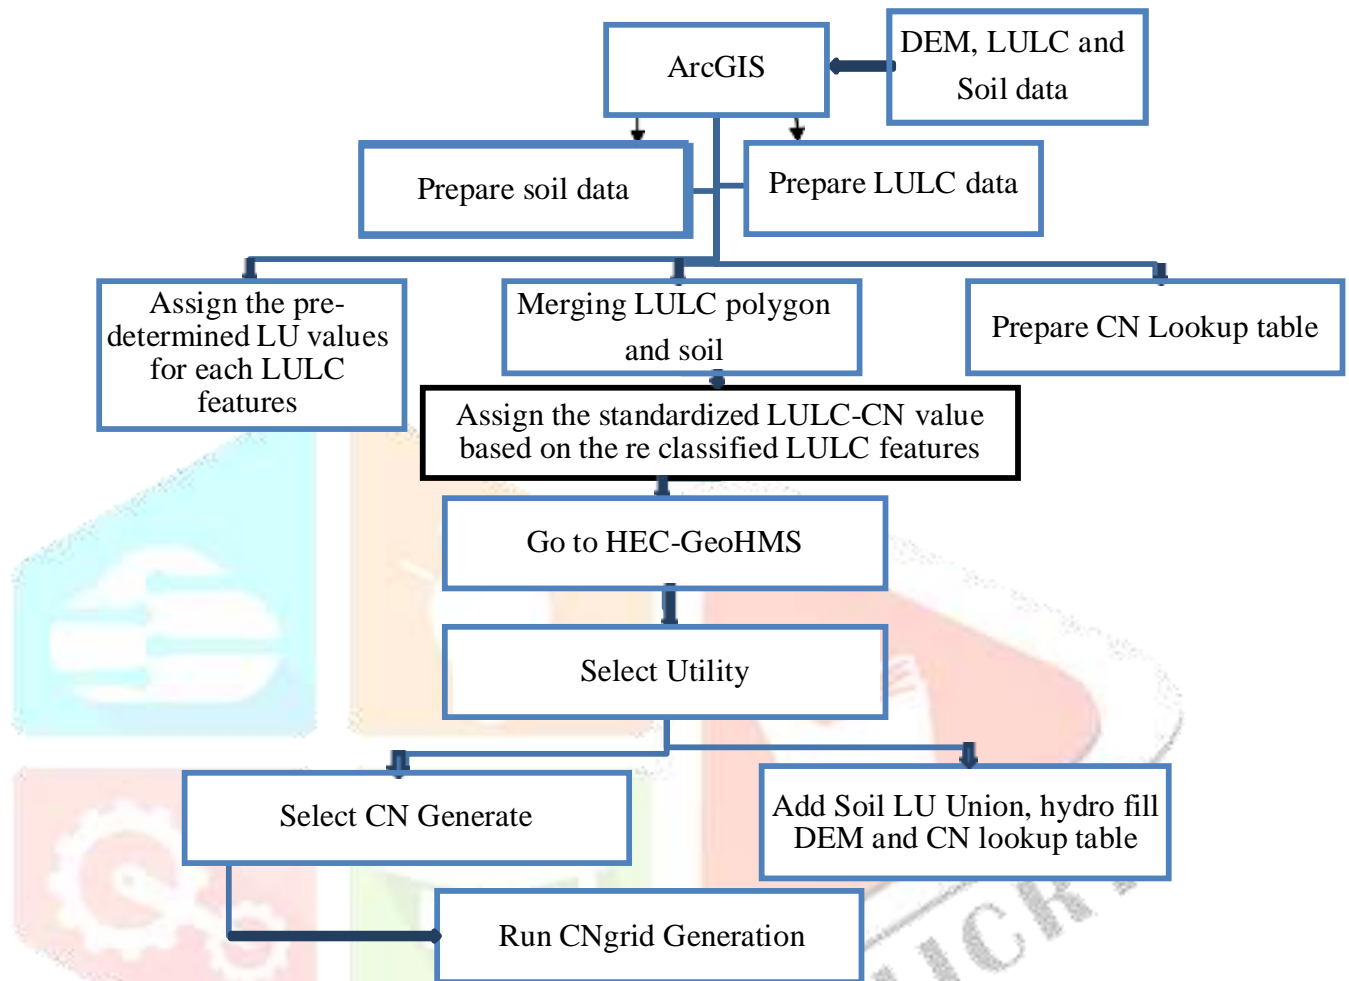 ArcGIS
DEM, LULC and
Soil data
Prepare soil data
Prepare LULC data
Assign the pre-
determined LU values
for each LULC
features
Merging LULC polygon
and soil
Prepare CN Lookup table
Assign the standardized LULC-CN value
based on the re classified LULC features
Go to HEC-GeoHMS
Select Utility
Select CN Generate
Add Soil LU Union, hydro fill
DEM and CN lookup table
Run CNgrid Generation